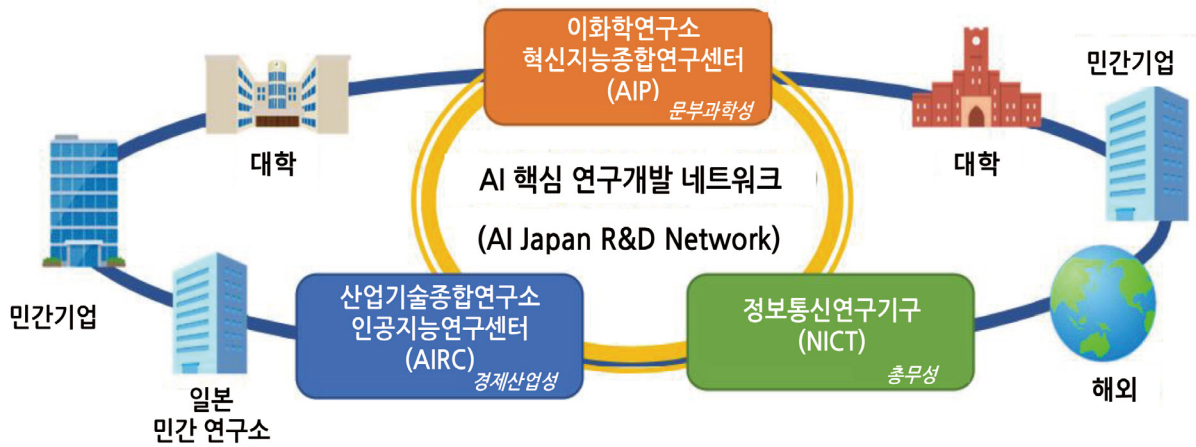 이화학연구소
혁신지능종합연구센터
(AIP)
문부과학성
대학
대학
민간기업
AI 핵심 연구개발 네트워크
(AI Japan R&D Network)
민간기업
일본
민간 연구소
산업기술종합연구소
인공지능연구센터
(AIRC)
경제산업성
정보통신연구기구
(NICT)
총무성
해외